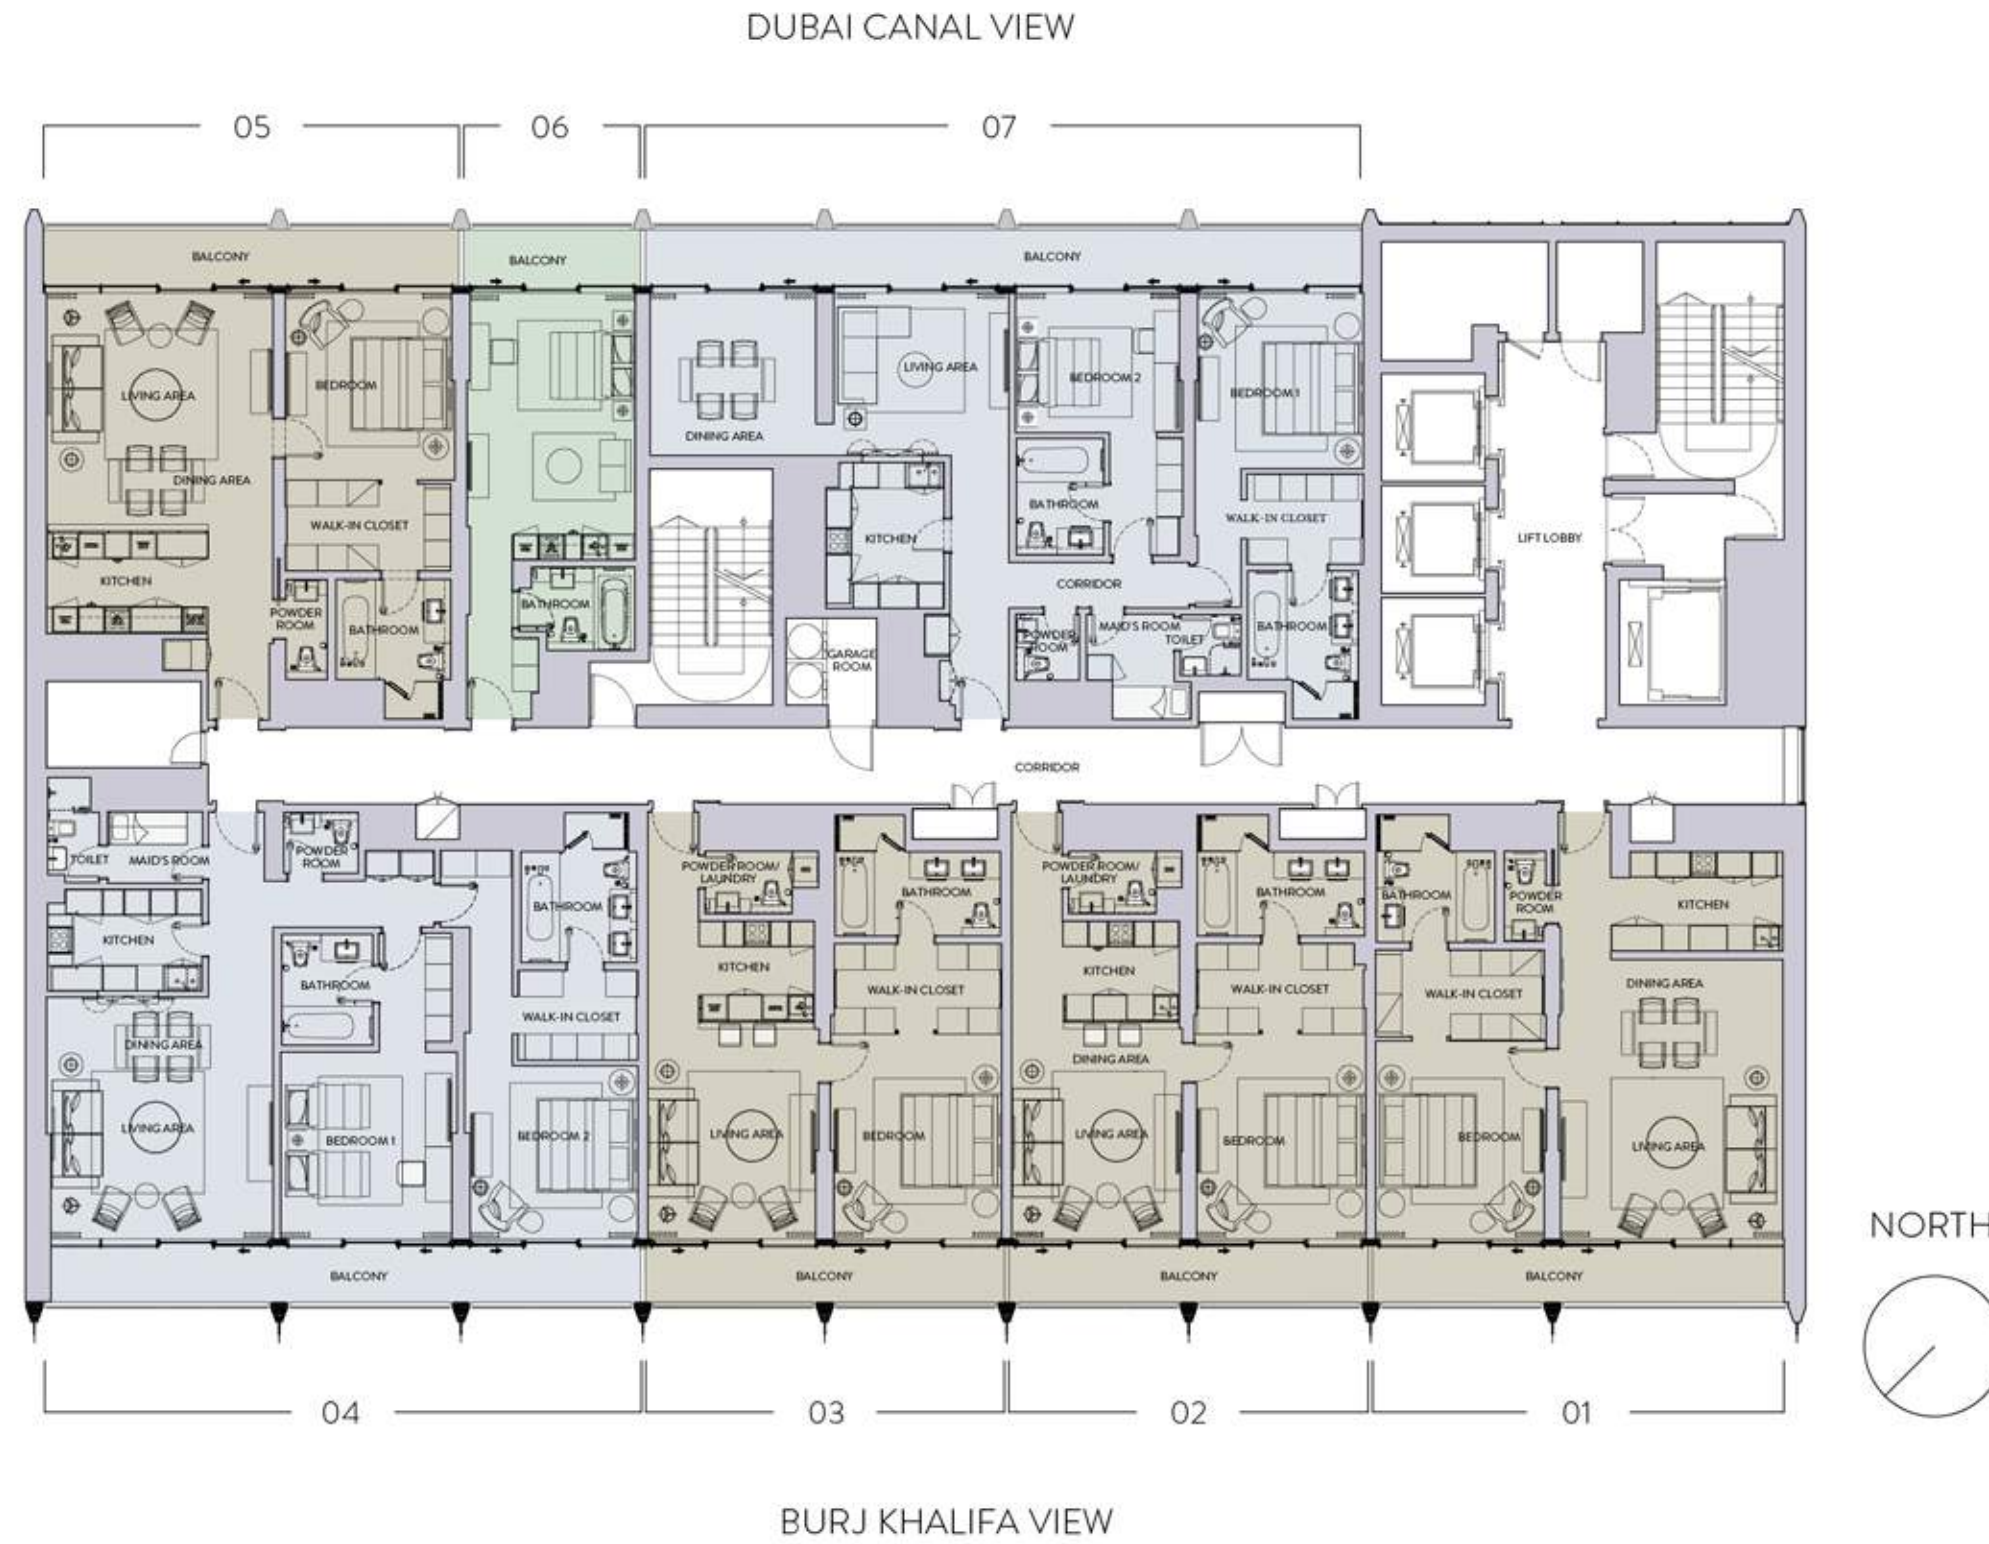 DUBAI CANAL VIEW
05
06
07
BALCONY
BALCONY
BALCONY
LIVING AREA
DINING AREA
KITCHEN
BEDROOM
WALK-IN CLOSET
POWDER
ROOM
BATHROOM
BATHROOM
DINING AREA
LIVING AREA
KITCHEN
GARAGE
ROOM
BEDROOM 2
BATHROOM
CORRIDOR
POWDER
ROOM
MAID'S ROOM
TOILET
BEDROOM 1
WALK-IN CLOSET
BATHROOM
LIFT LOBBY
CORRIDOR
TOILET
MAID'S ROOM
KITCHEN
DINING AREA
LIVING AREA
POWDER
ROOM
BATHROOM
BEDROOM 1
BATHROOM
WALK-IN CLOSET
BEDROOM 2
BALCONY
POWDER ROOM/
LAUNDRY
KITCHEN
LIVING AREA
BATHROOM
WALK-IN CLOSET
BEDROOM
BALCONY
POWDER ROOM/
LAUNDRY
KITCHEN
DINING AREA
LIVING AREA
BATHROOM
WALK-IN CLOSET
BEDROOM
BALCONY
BATHROOM
POWDER
ROOM
WALK-IN CLOSET
BEDROOM
KITCHEN
DINING AREA
LIVING AREA
BALCONY
NORTH
04
03
02
01
BURJ KHALIFA VIEW